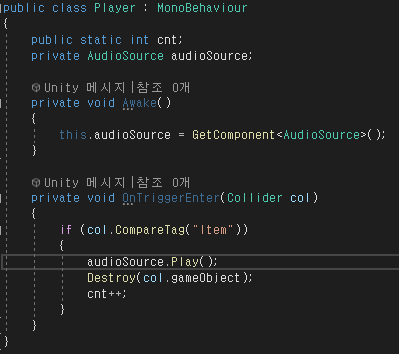 public class Player : MonoBehaviour
{
public static int cnt;
private AudioSource audioSource;
Unity 메시지|참조 0개
private void Awake()
{
this.audioSource = GetComponent<AudioSource>();
}
Unity 메시지|참조 0개
private void OnTriggerEnter(Collider col)
{
if (col.CompareTag("Item"))
{
audioSource.Play();
Destroy(col.gameObject);
cnt++;
}
}
}